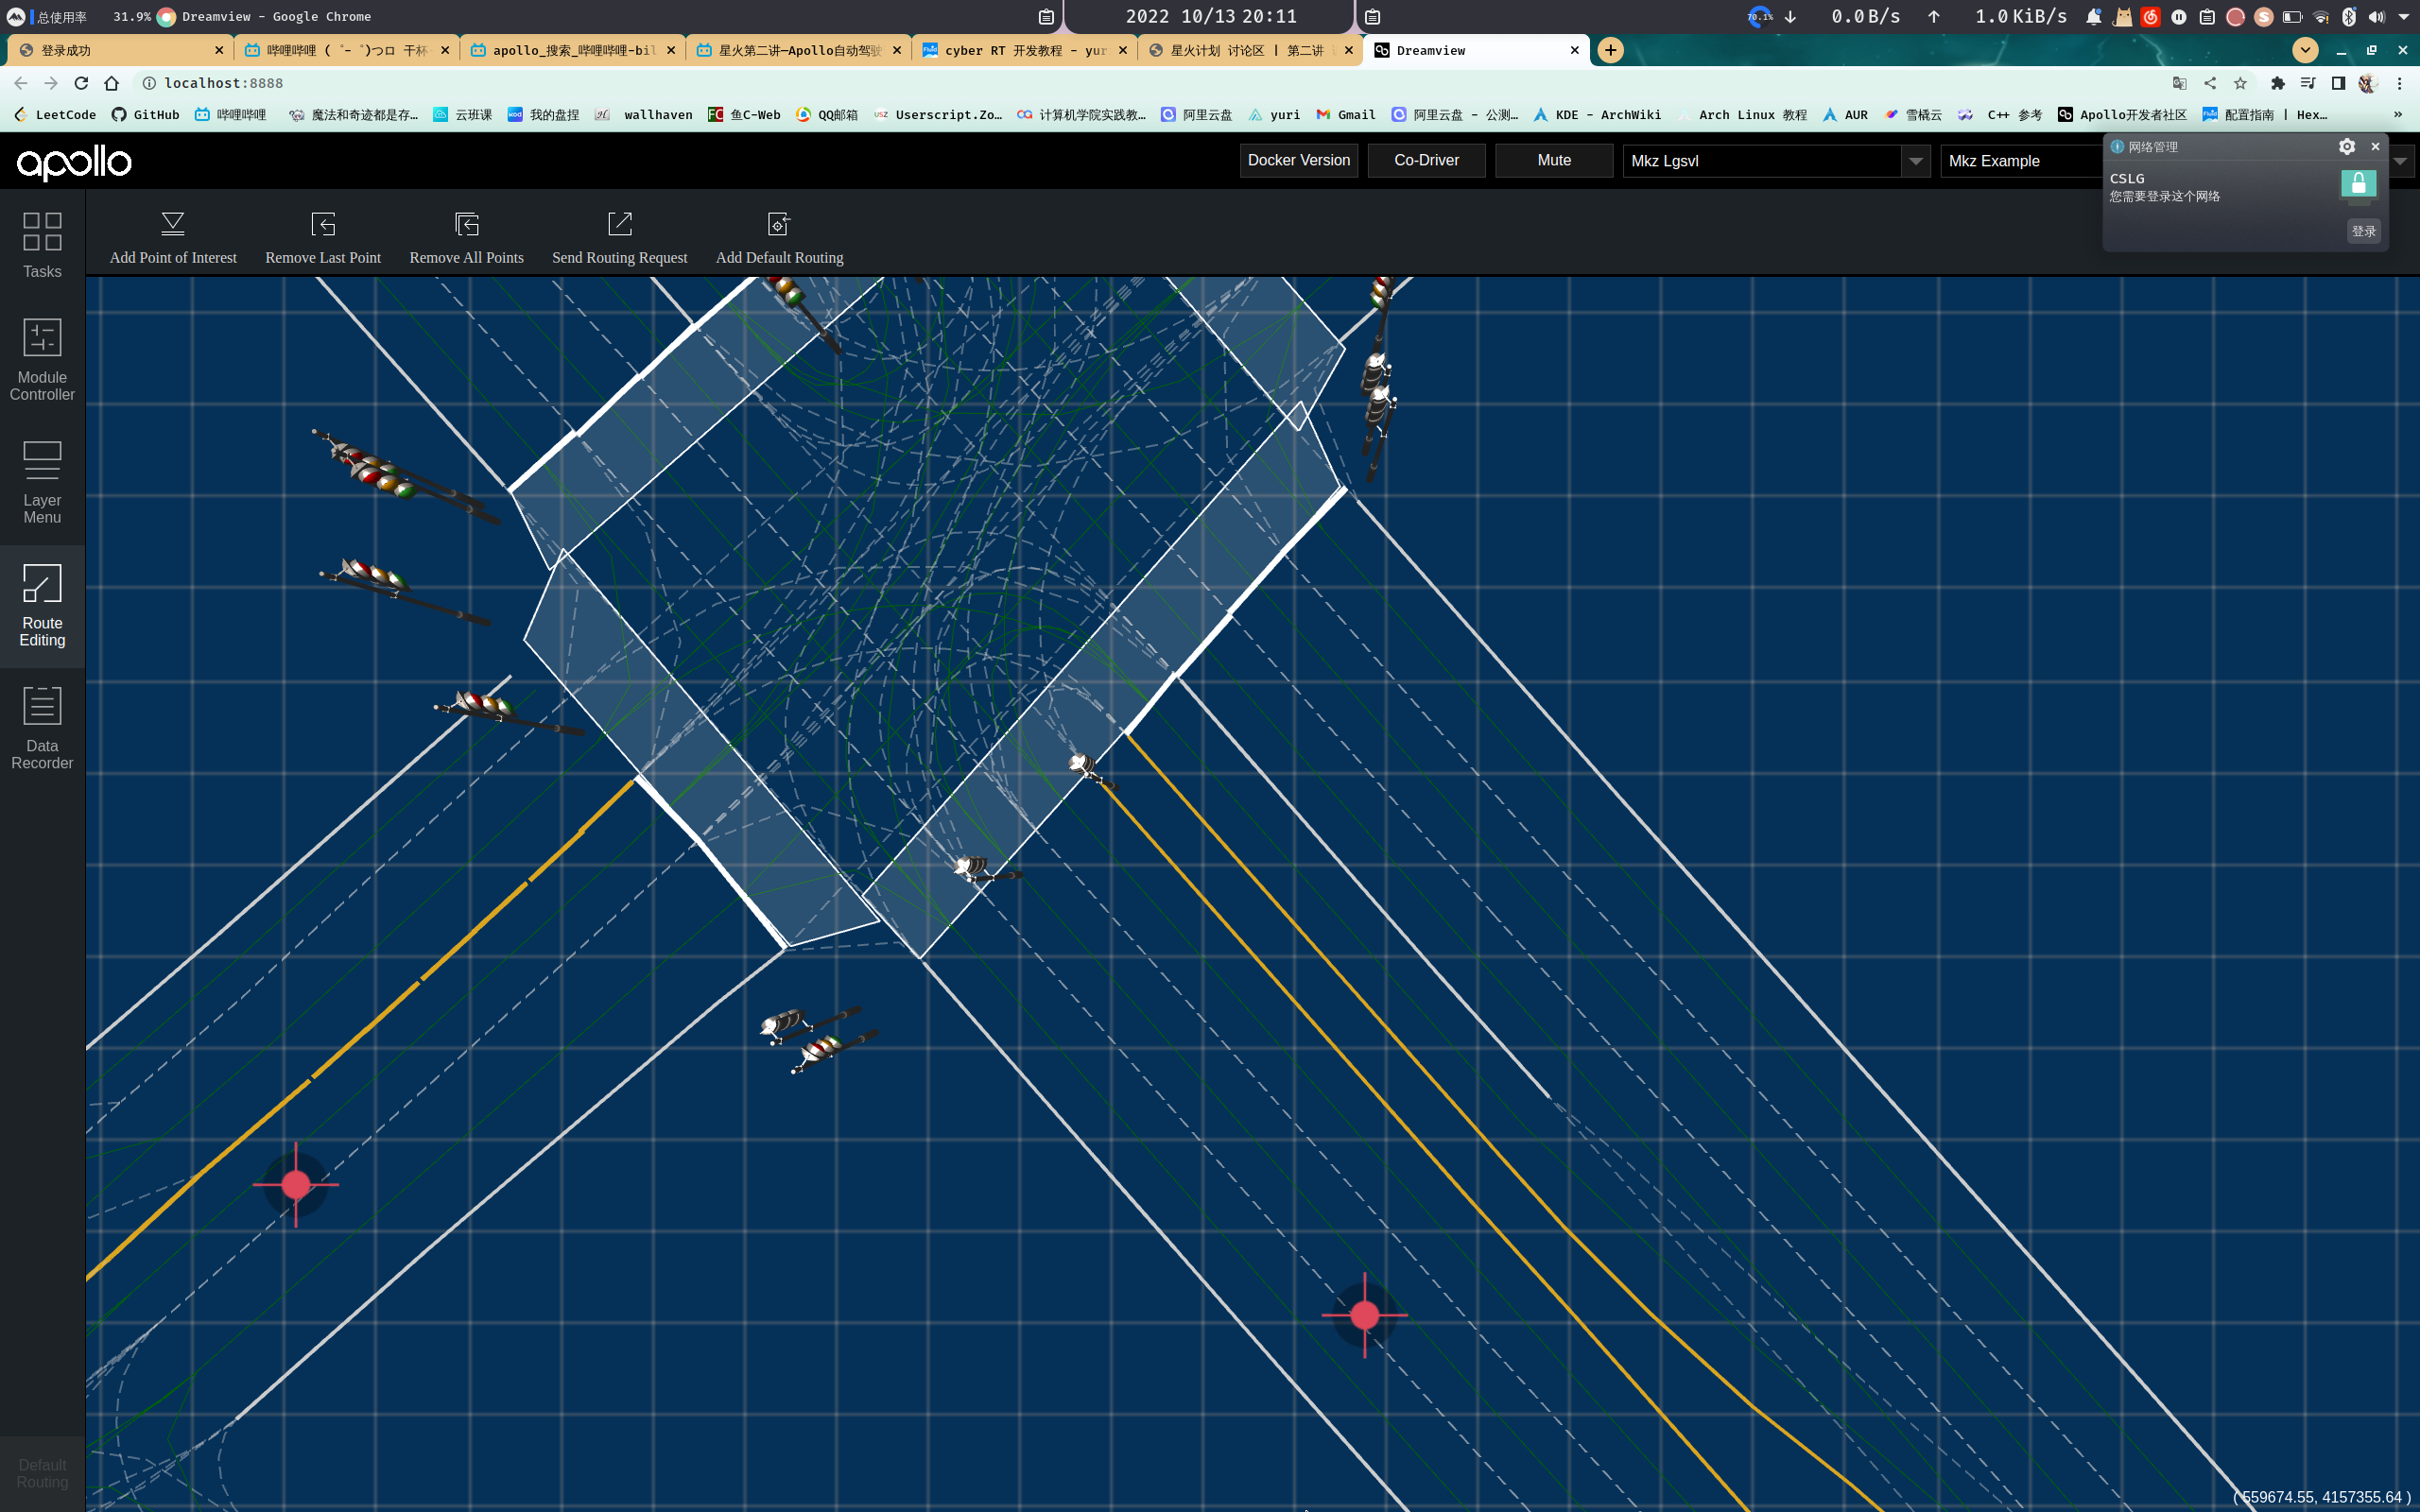 总使用率 31.9% Dreamview - Google Chrome 2022 10/13 20:11 70.1% 0.0 B/s 1.0 KiB/s
登录成功 哔哩哔哩 ( ゜- ゜)つロ 干杯 apollo_搜索_哔哩哔哩-bil 星火第二讲—Apollo自动驾驶 cyber RT 开发教程 - yur 星火计划 讨论区 | 第二讲 Dreamview
localhost:8888
LeetCode GitHub 哔哩哔哩 魔法和奇迹都是存… 云班课 我的盘捏 wallhaven 鱼C-Web QQ邮箱 Userscript.Zo… 计算机学院实践教… 阿里云盘 yuri Gmail 阿里云盘 - 公测… KDE - ArchWiki Arch Linux 教程 AUR 雪糕云 C++ 参考 Apollo开发者社区 配置指南 | Hex… »
apollo
Docker Version Co-Driver Mute Mkz Lgsvl Mkz Example
网络管理
CSLG
您需要登录这个网络
登录
Add Point of Interest Remove Last Point Remove All Points Send Routing Request Add Default Routing
Tasks
Module
Controller
Layer
Menu
Route
Editing
Data
Recorder
Default
Routing
( 559674.55, 4157355.64 )